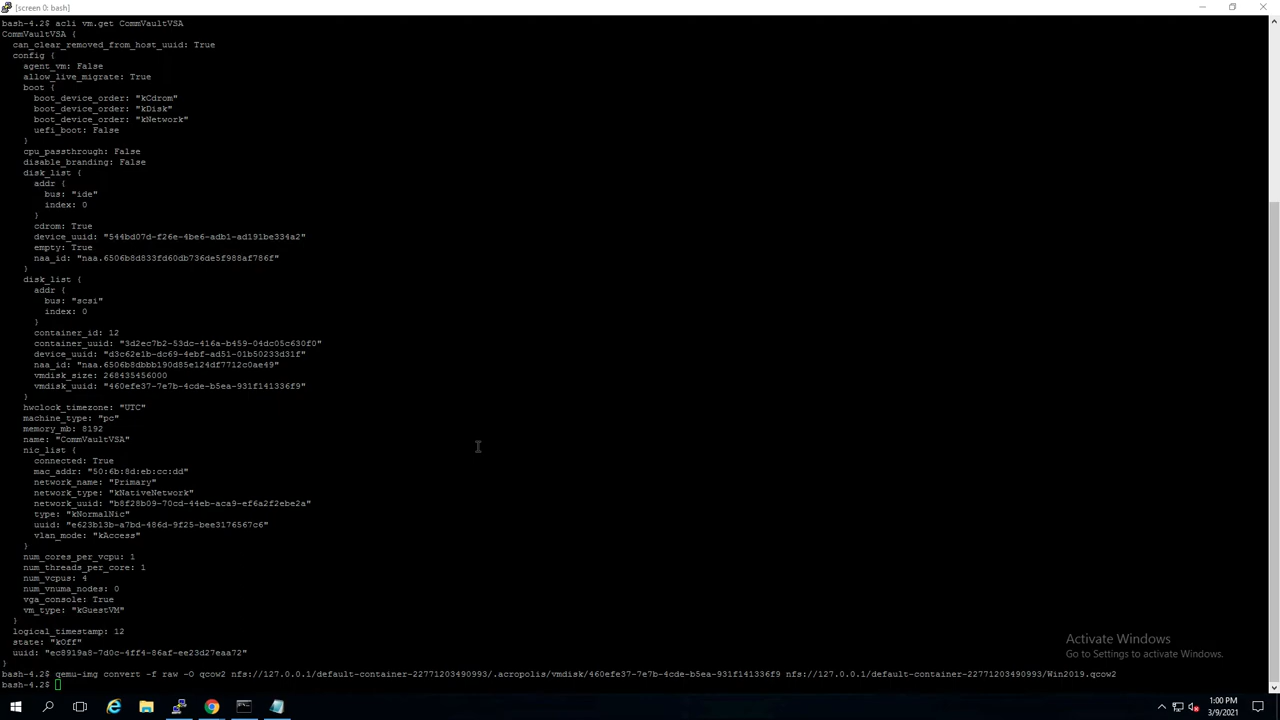 [screen 0: bash]
bash-4.2$ acli vm.get CommVaultVSA
CommVaultVSA {
can_clear_removed_from_host_uuid: True
config {
agent_vm: False
allow_live_migrate: True
boot {
boot_device_order: "kCdrom"
boot_device_order: "kDisk"
boot_device_order: "kNetwork"
uefi_boot: False
}
cpu_passthrough: False
disable_branding: False
disk_list {
addr {
bus: "ide"
index: 0
}
cdrom: True
device_uuid: "544bd07d-f26e-4be6-adb1-ad191be334a2"
empty: True
naa_id: "naa.6506b8d833fd60db736de5f988af786f"
}
disk_list {
addr {
bus: "scsi"
index: 0
}
container_id: 12
container_uuid: "3d2ec7b2-53dc-416a-b459-04dc05c630f0"
device_uuid: "d3c62e1b-dc69-4ebf-ad51-01b50233d31f"
naa_id: "naa.6506b8dbbb190d85e124df7712c0ae49"
vmdisk_size: 268435456000
vmdisk_uuid: "460efe37-7e7b-4cde-b5ea-931f141336f9"
}
hwclock_timezone: "UTC"
machine_type: "pc"
memory_mb: 8192
name: "CommVaultVSA"
nic_list {
connected: True
mac_addr: "50:6b:8d:eb:cc:dd"
network_name: "Primary"
network_type: "kNativeNetwork"
network_uuid: "b8f28b09-70cd-44eb-aca9-ef6a2f2ebe2a"
type: "kNormalNic"
uuid: "e623b13b-a7bd-486d-9f25-bee3176567c6"
vlan_mode: "kAccess"
}
num_cores_per_vcpu: 1
num_threads_per_core: 1
num_vcpus: 4
num_vnuma_nodes: 0
vga_console: True
vm_type: "kGuestVM"
}
logical_timestamp: 12
state: "kOff"
uuid: "ec8919a8-7d0c-4ff4-86af-ee23d27eaa72"
}
bash-4.2$ qemu-img convert -f raw -O qcow2 nfs://127.0.0.1/default-container-22771203490993/.acropolis/vmdisk/460efe37-7e7b-4cde-b5ea-931f141336f9 nfs://127.0.0.1/default-container-22771203490993/Win2019.qcow2
bash-4.2$
Activate Windows
Go to Settings to activate Windows.
1:00 PM
3/9/2021